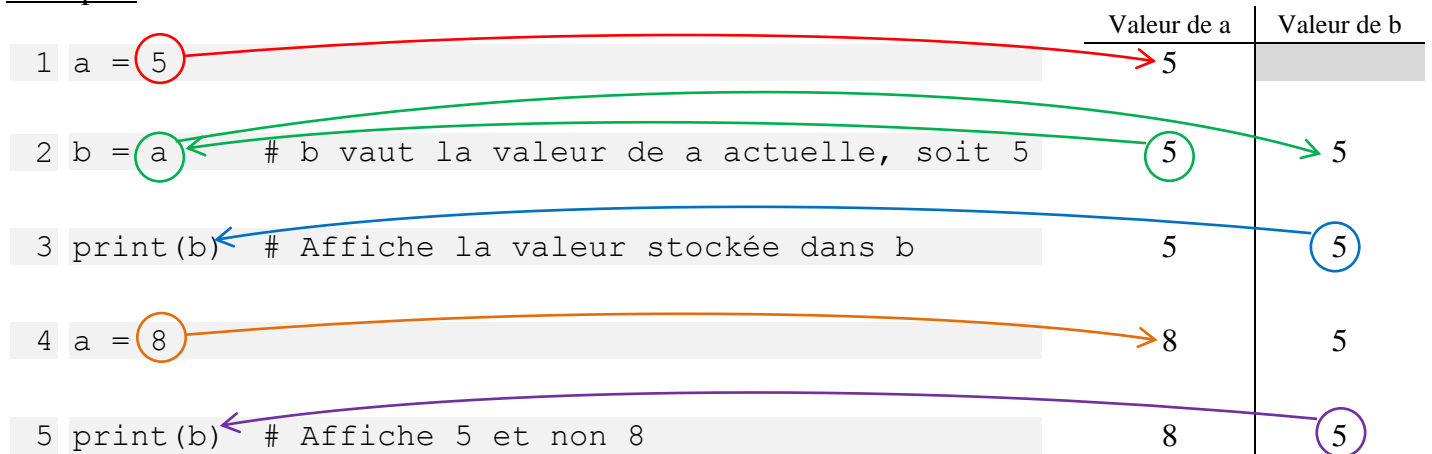 Valeur de a Valeur de b
1 a = 5 5
2 b = a # b vaut la valeur de a actuelle, soit 5 5 5
3 print(b) # Affiche la valeur stockée dans b 5 5
4 a = 8 8 5
5 print(b) # Affiche 5 et non 8 8 5